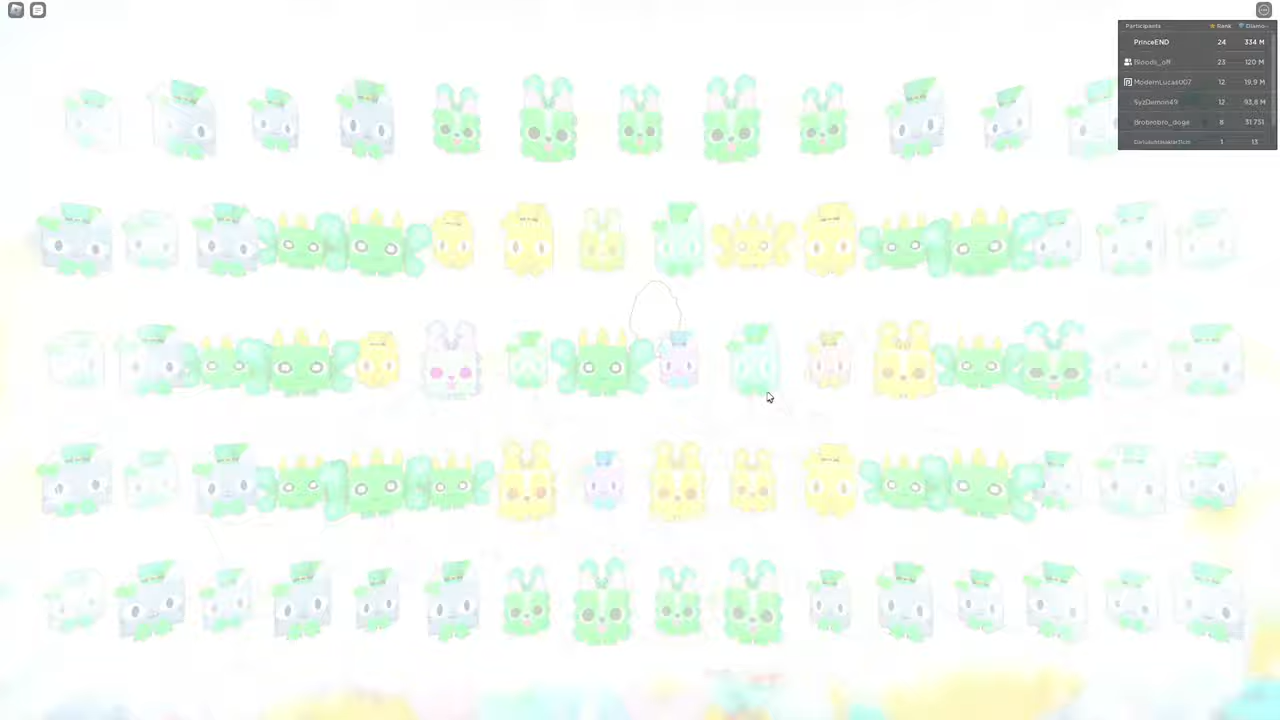 Participants Rank Diamo...
PrinceEND 24 334 M
Bloods_off 23 120 M
ModernLucas007 12 19,9 M
SyzDemon49 12 93,8 M
Brobrobro_doge 8 31 751
1 13